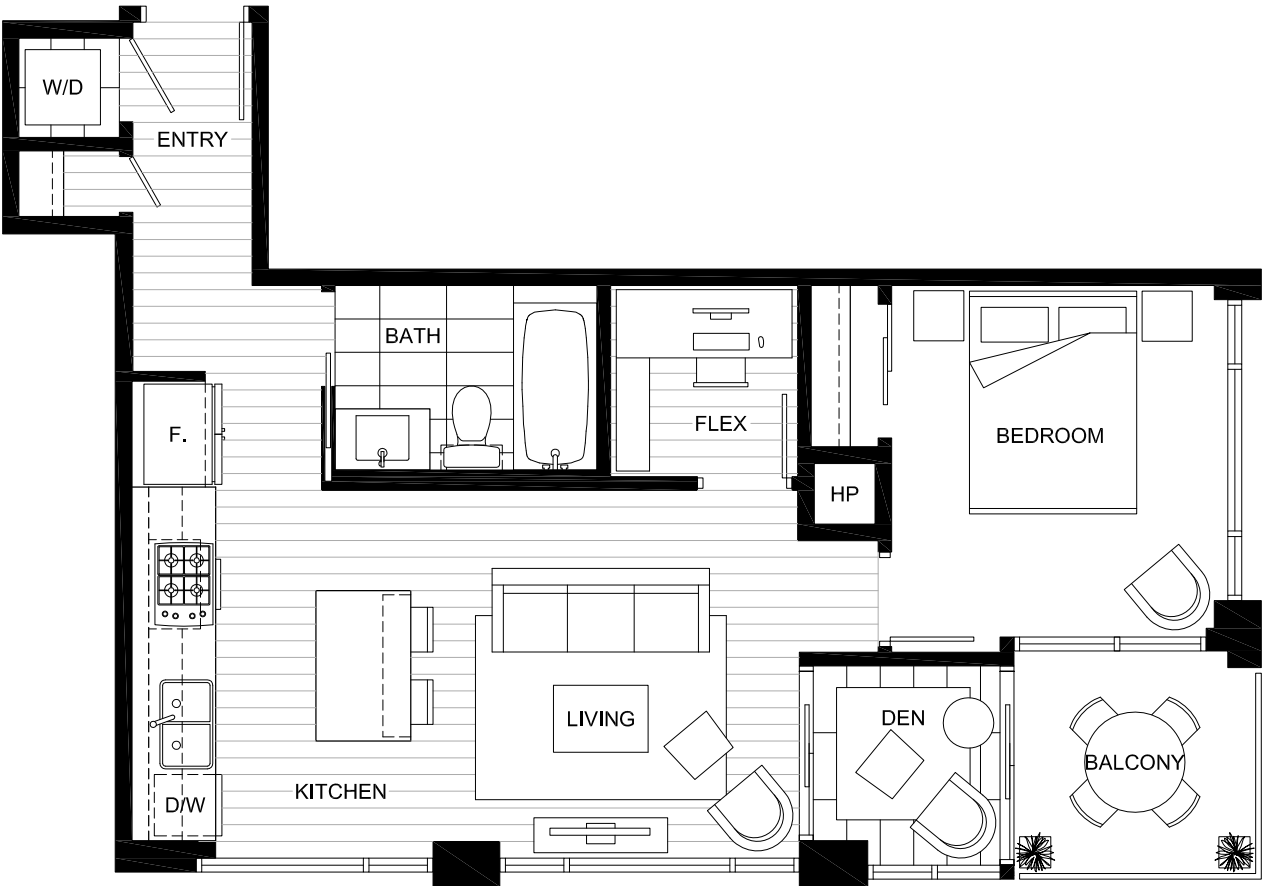 W/D
ENTRY
BATH
F.
FLEX
BEDROOM
HP
LIVING
DEN
BALCONY
KITCHEN
D/W